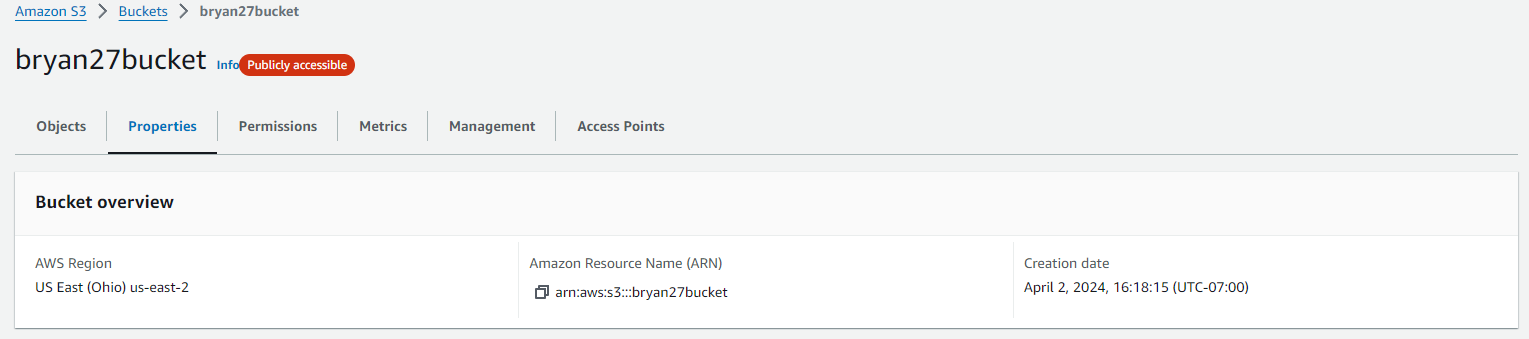 Amazon S3 > Buckets > bryan27bucket
bryan27bucket Info Publicly accessible
Objects Properties Permissions Metrics Management Access Points
Bucket overview
AWS Region
US East (Ohio) us-east-2
Amazon Resource Name (ARN)
arn:aws:s3:::bryan27bucket
Creation date
April 2, 2024, 16:18:15 (UTC-07:00)